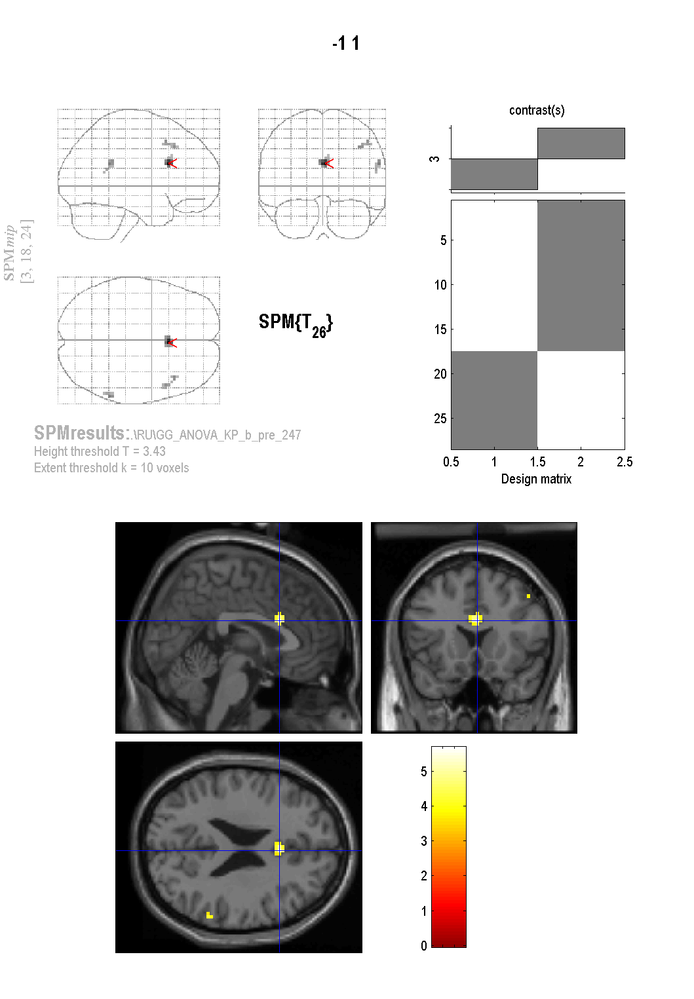 -1 1
contrast(s)
3
SPMmip
[3, 18, 24]
5
10
15
20
25
0.5 1 1.5 2 2.5
Design matrix
SPM{T26}
SPMresults:.\RU\GG_ANOVA_KP_b_pre_247
Height threshold T = 3.43
Extent threshold k = 10 voxels
5
4
3
2
1
0